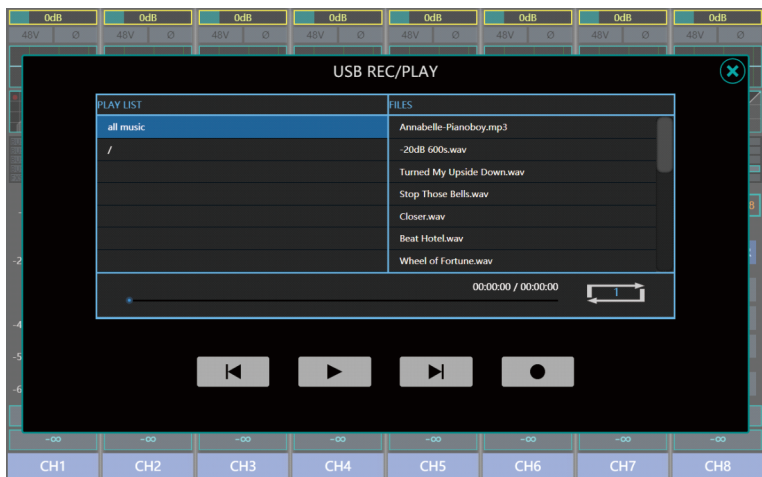 0dB 0dB 0dB 0dB 0dB 0dB 0dB 0dB
48V Ø 48V Ø 48V Ø 48V Ø 48V Ø 48V Ø 48V Ø 48V Ø
USB REC/PLAY
PLAY LIST FILES
all music Annabelle-Pianoboy.mp3
/ -20dB 600s.wav
Turned My Upside Down.wav
Stop Those Bells.wav
Closer.wav
Beat Hotel.wav
Wheel of Fortune.wav
00:00:00 / 00:00:00 1
-∞ -∞ -∞ -∞ -∞ -∞ -∞ -∞
CH1 CH2 CH3 CH4 CH5 CH6 CH7 CH8